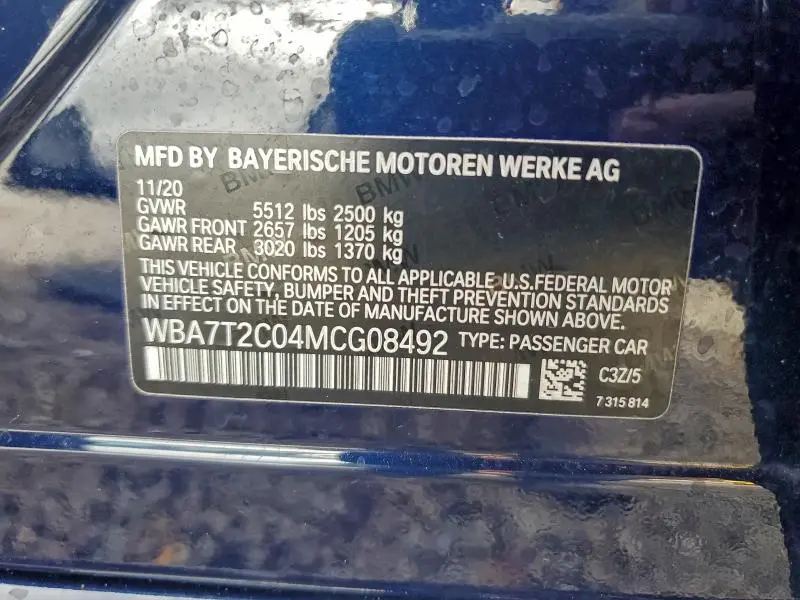 MFD BY BAYERISCHE MOTOREN WERKE AG
11/20
GVWR 5512 lbs 2500 kg
GAWR FRONT 2657 lbs 1205 kg
GAWR REAR 3020 lbs 1370 kg
THIS VEHICLE CONFORMS TO ALL APPLICABLE U.S.FEDERAL MOTOR
VEHICLE SAFETY, BUMPER AND THEFT PREVENTION STANDARDS
IN EFFECT ON THE DATE OF MANUFACTURE SHOWN ABOVE.
WBA7T2C04MCG08492 TYPE: PASSENGER CAR
C3Z/5
7 315 814